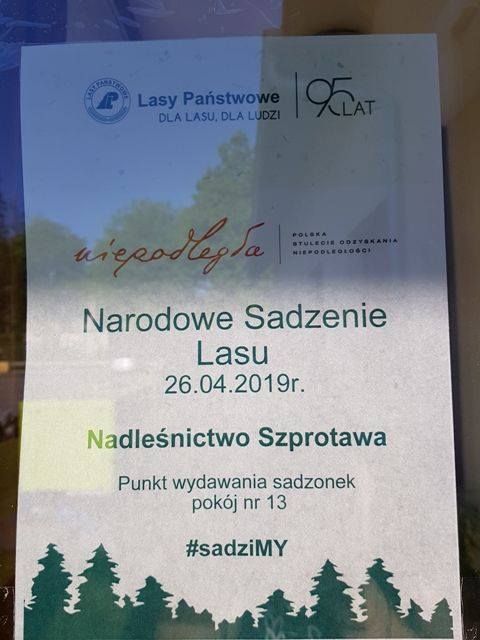 LASY PAŃSTWOWE
Lasy Państwowe
DLA LASU, DLA LUDZI
95 LAT
niepodległa
POLSKA
STULECIE ODZYSKANIA
NIEPODLEGŁOŚCI
Narodowe Sadzenie
Lasu
26.04.2019r.
Nadleśnictwo Szprotawa
Punkt wydawania sadzonek
pokój nr 13
#sadziMY